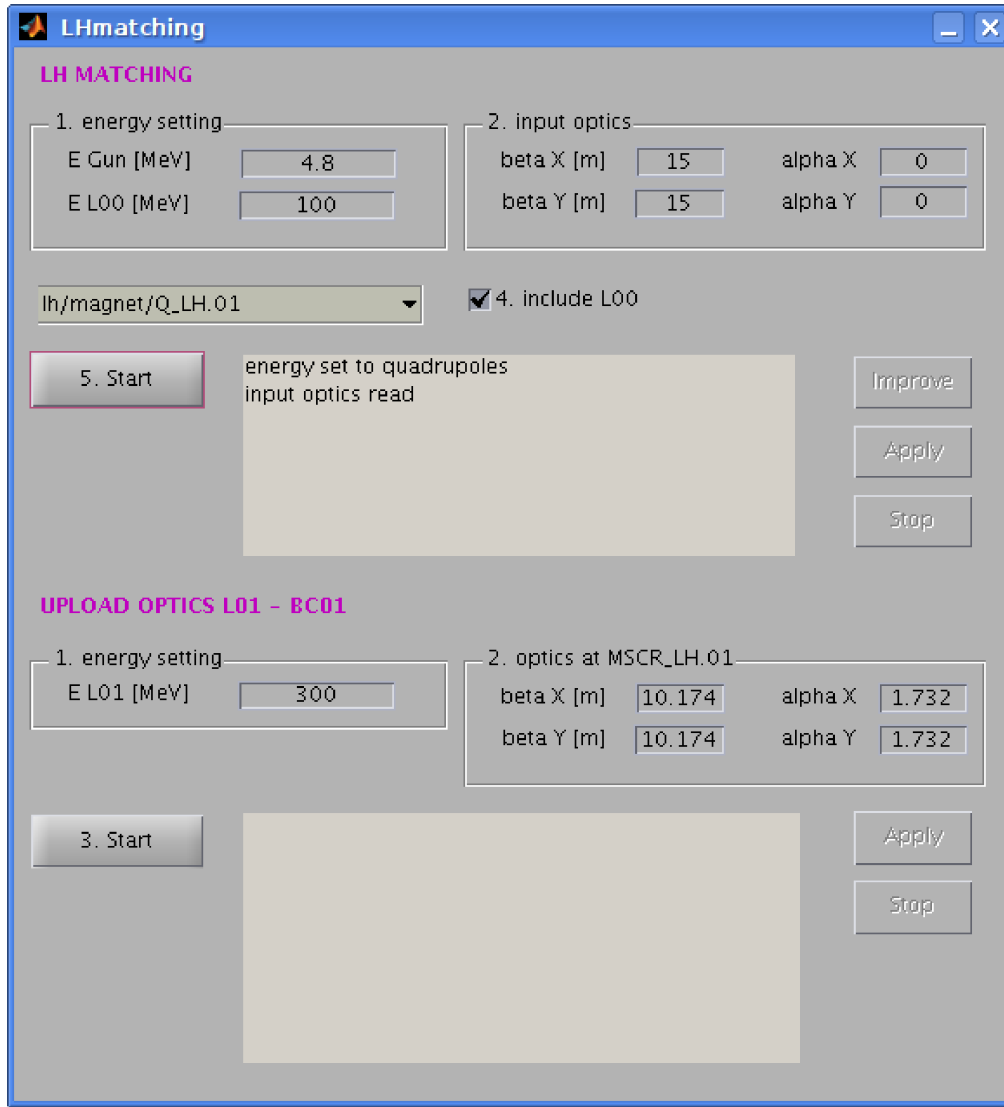 LHmatching
LH MATCHING
1. energy setting
E Gun [MeV] 4.8
E L00 [MeV] 100
2. input optics
beta X [m] 15 alpha X 0
beta Y [m] 15 alpha Y 0
lh/magnet/Q_LH.01
4. include L00
5. Start
energy set to quadrupoles
input optics read
Improve
Apply
Stop
UPLOAD OPTICS L01 - BC01
1. energy setting
E L01 [MeV] 300
2. optics at MSCR_LH.01
beta X [m] 10.174 alpha X 1.732
beta Y [m] 10.174 alpha Y 1.732
3. Start
Apply
Stop